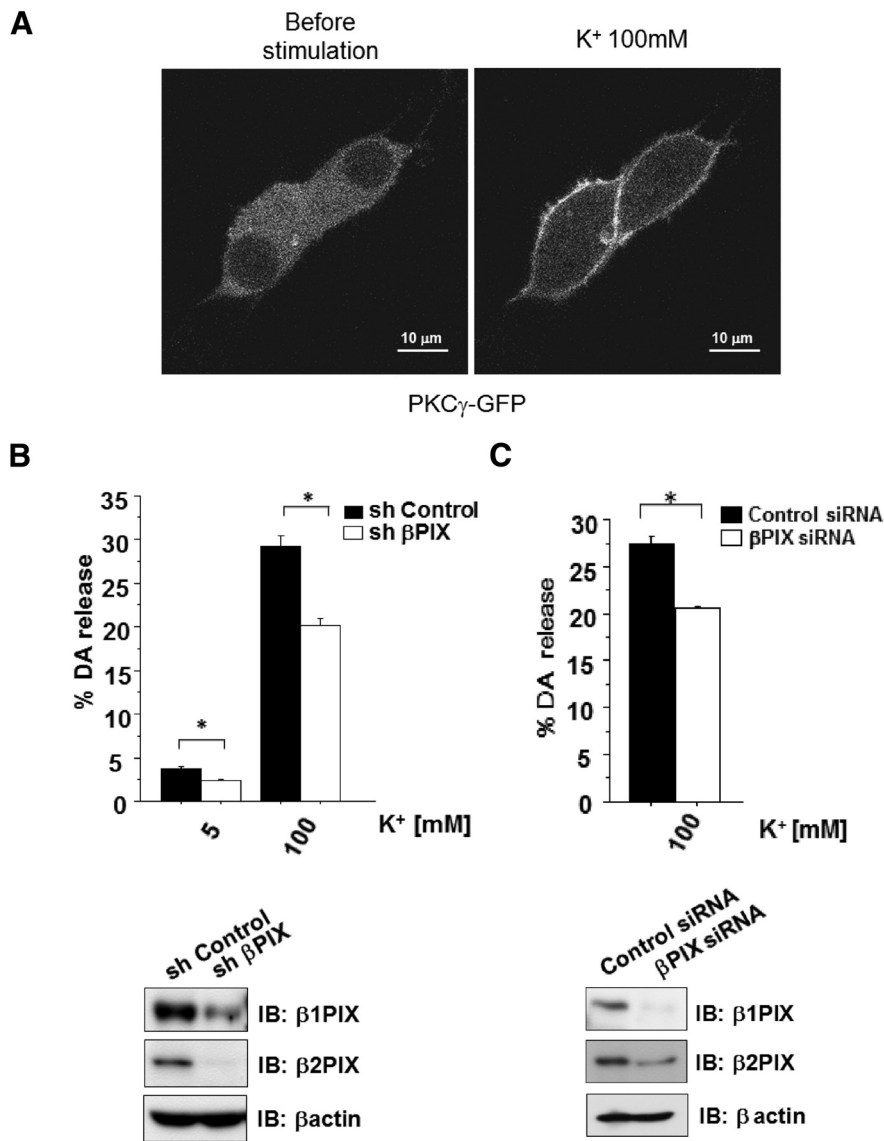 A
Before
stimulation
K⁺ 100mM
10 µm
10 µm
PKCγ-GFP
B
% DA release
35
30
25
20
15
10
5
0
*
*
sh Control
sh βPIX
5
100
K⁺ [mM]
sh Control
sh βPIX
IB: β1PIX
IB: β2PIX
IB: βactin
C
% DA release
30
25
20
15
10
5
0
*
Control siRNA
βPIX siRNA
100
K⁺ [mM]
Control siRNA
βPIX siRNA
IB: β1PIX
IB: β2PIX
IB: β actin